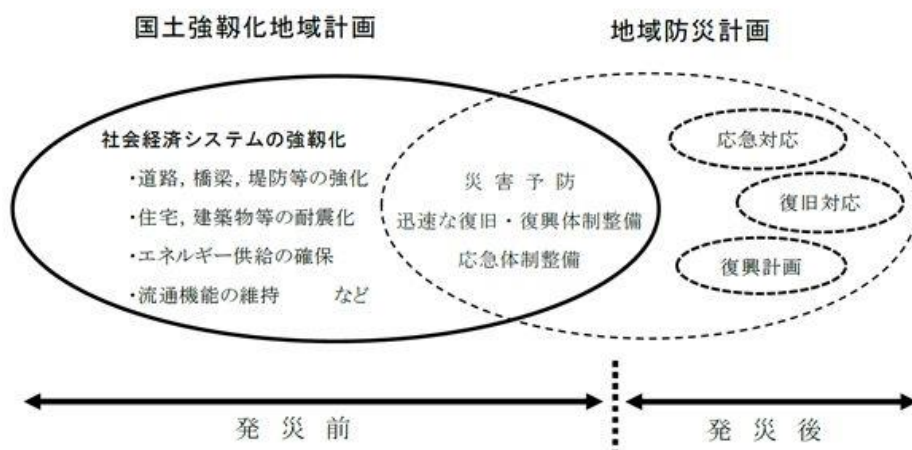 国土強靱化地域計画
地域防災計画
社会経済システムの強靱化
・道路,橋梁,堤防等の強化
・住宅,建築物等の耐震化
・エネルギー供給の確保
・流通機能の維持　　など
災 害 予 防
迅速な復旧・復興体制整備
応急体制整備
応急対応
復旧対応
復興計画
発 災 前
発 災 後